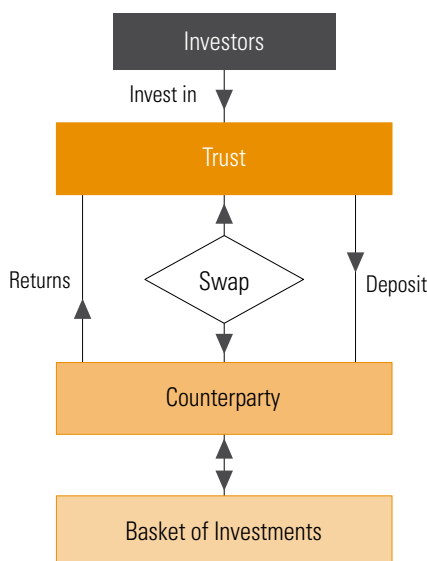 Investors
Invest in
Trust
Returns
Swap
Deposit
Counterparty
Basket of Investments